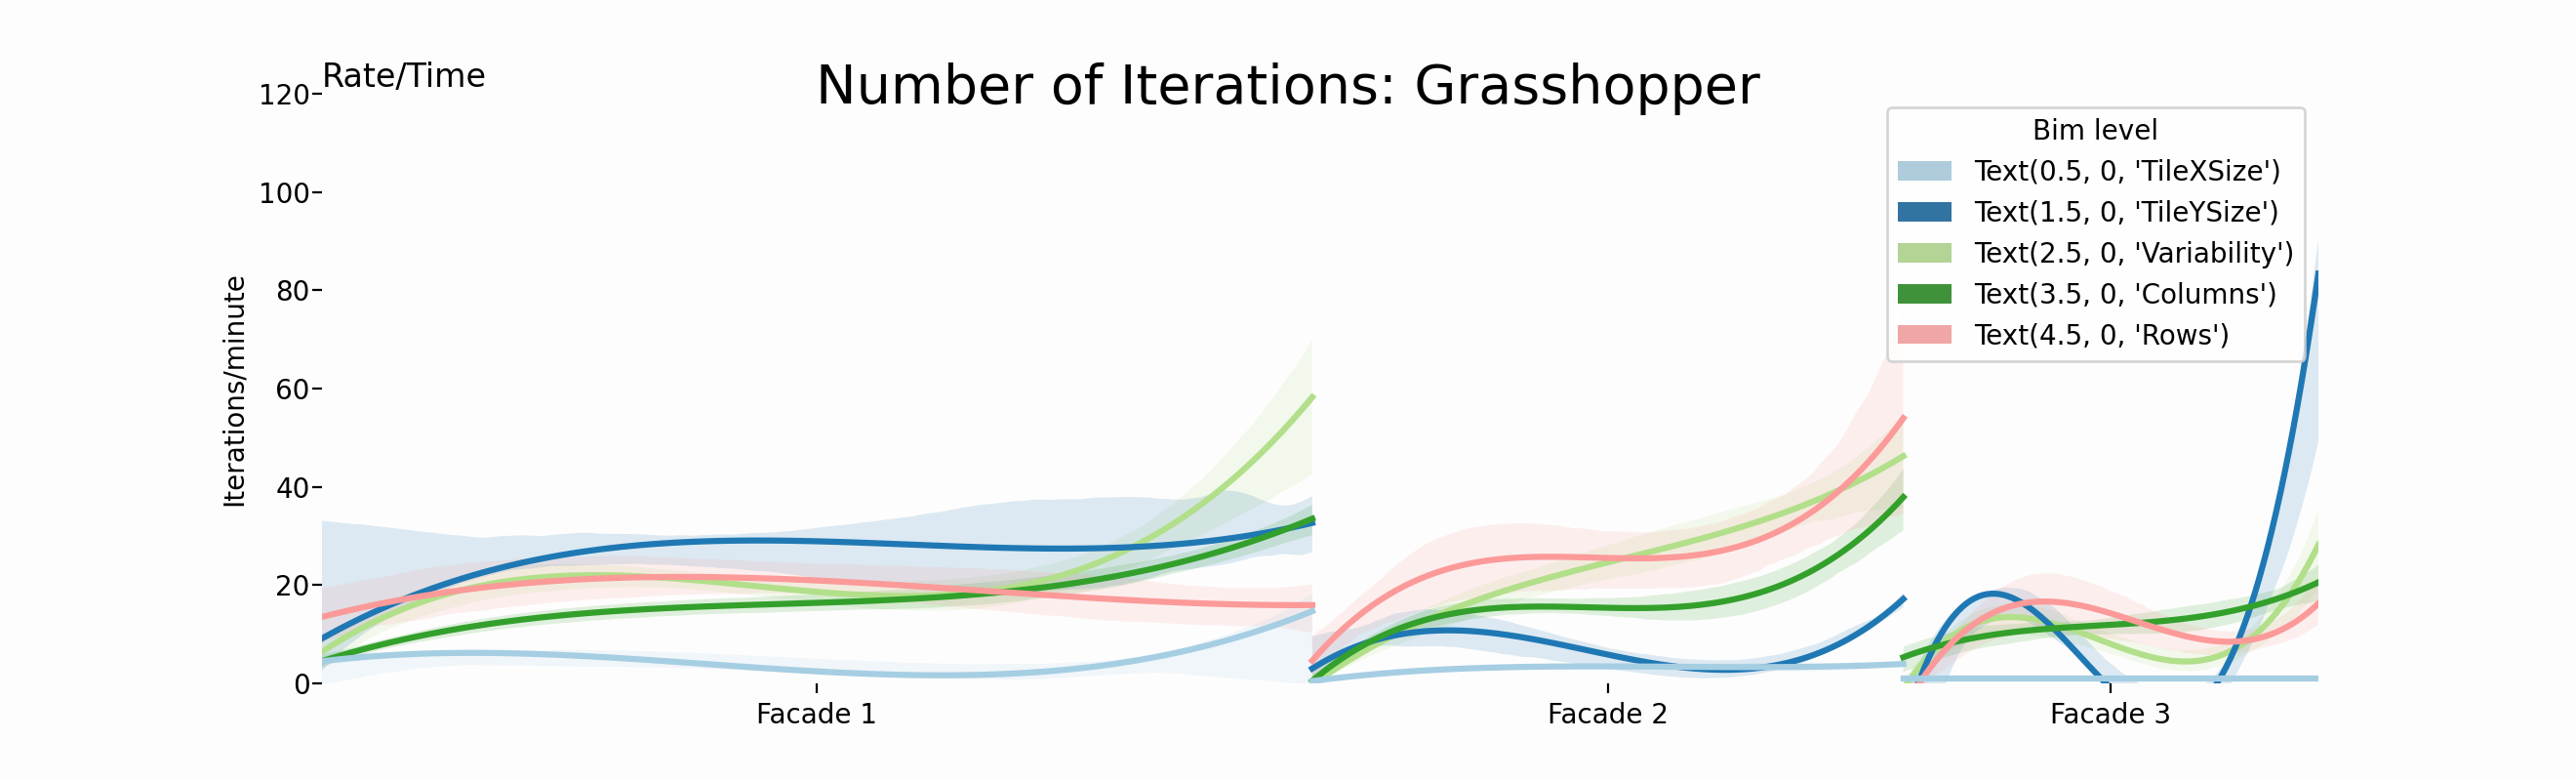 Rate/Time
Number of Iterations: Grasshopper
120
100
80
60
40
20
0
Iterations/minute
Bim level
Text(0.5, 0, 'TileXSize')
Text(1.5, 0, 'TileYSize')
Text(2.5, 0, 'Variability')
Text(3.5, 0, 'Columns')
Text(4.5, 0, 'Rows')
Facade 1
Facade 2
Facade 3